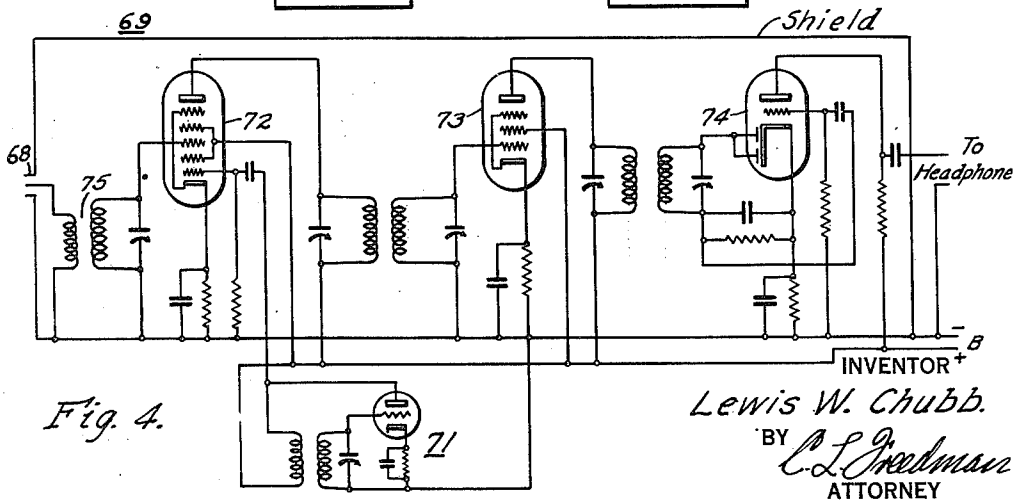 69
Shield
68
75
72
73
74
To
Headphone
−
B
+
INVENTOR
Fig. 4.
71
Lewis W. Chubb.
BY
C. L. Freedman
ATTORNEY